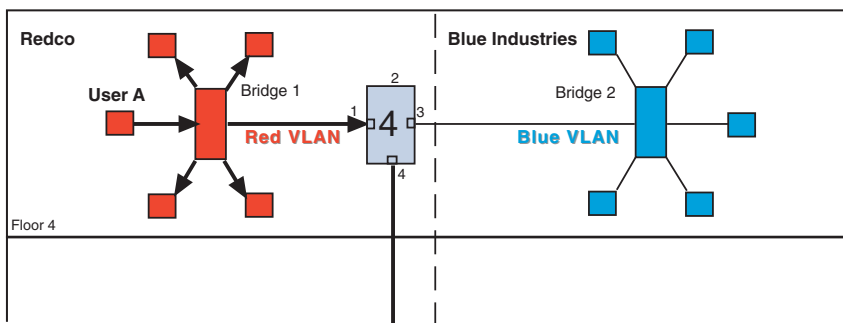 Redco
Blue Industries
User A
Bridge 1
2
Bridge 2
1
4
3
Red VLAN
Blue VLAN
4
Floor 4